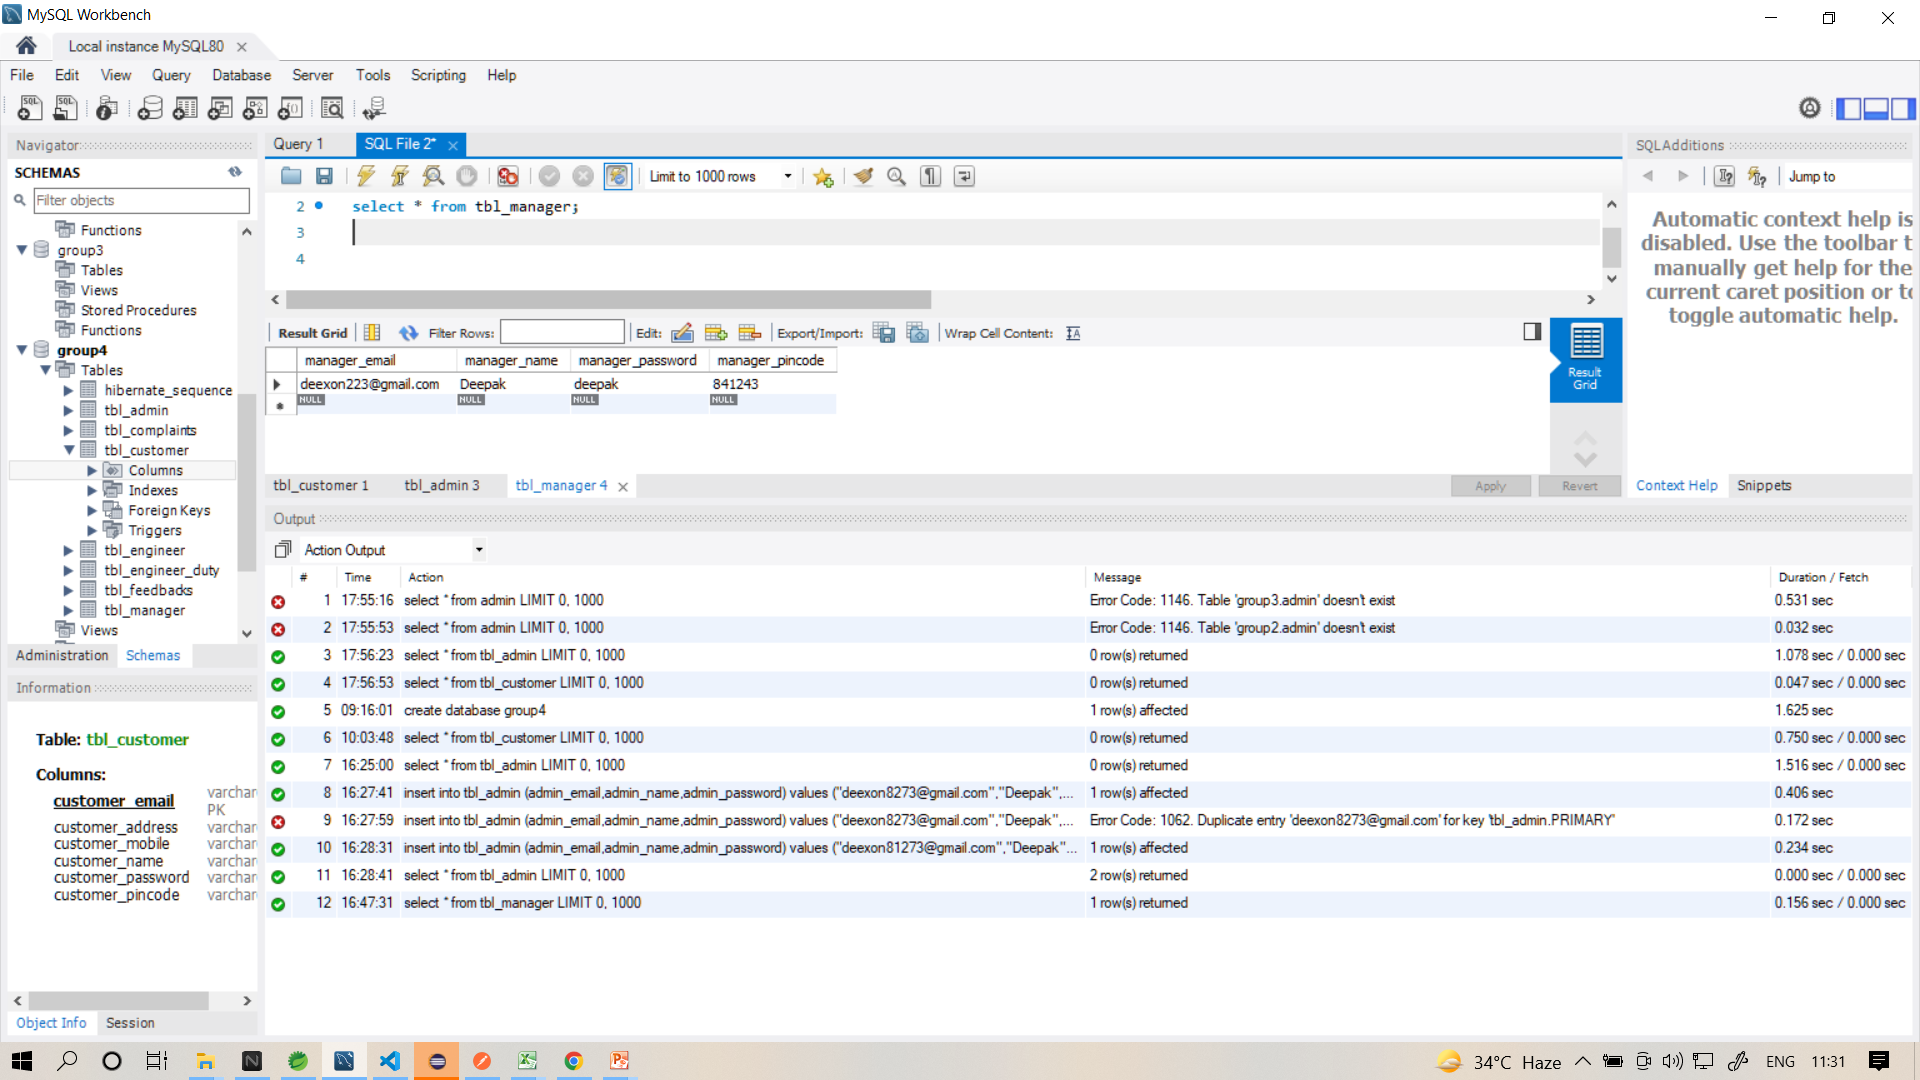 MySQL Workbench
Local instance MySQL80
File Edit View Query Database Server Tools Scripting Help
Navigator
SCHEMAS
Filter objects
Functions
group3
Tables
Views
Stored Procedures
Functions
group4
Tables
hibernate_sequence
tbl_admin
tbl_complaints
tbl_customer
Columns
Indexes
Foreign Keys
Triggers
tbl_engineer
tbl_engineer_duty
tbl_feedbacks
tbl_manager
Views
Administration Schemas
Information
Table: tbl_customer
Columns:
customer_email varchar
PK
customer_address varchar
customer_mobile varchar
customer_name varchar
customer_password varchar
customer_pincode varchar
Object Info Session
Query 1 SQL File 2*
Limit to 1000 rows
2 select * from tbl_manager;
3
4
Result Grid Filter Rows: Edit: Export/Import: Wrap Cell Content:
manager_email manager_name manager_password manager_pincode
deexon223@gmail.com Deepak deepak 841243
NULL NULL NULL NULL
Result
Grid
tbl_customer 1 tbl_admin 3 tbl_manager 4 Apply Revert
SQLAdditions
Jump to
Automatic context help is
disabled. Use the toolbar t
manually get help for the
current caret position or to
toggle automatic help.
Context Help Snippets
Output
Action Output
# Time Action Message Duration / Fetch
1 17:55:16 select * from admin LIMIT 0, 1000 Error Code: 1146. Table 'group3.admin' doesn't exist 0.531 sec
2 17:55:53 select * from admin LIMIT 0, 1000 Error Code: 1146. Table 'group2.admin' doesn't exist 0.032 sec
3 17:56:23 select * from tbl_admin LIMIT 0, 1000 0 row(s) returned 1.078 sec / 0.000 sec
4 17:56:53 select * from tbl_customer LIMIT 0, 1000 0 row(s) returned 0.047 sec / 0.000 sec
5 09:16:01 create database group4 1 row(s) affected 1.625 sec
6 10:03:48 select * from tbl_customer LIMIT 0, 1000 0 row(s) returned 0.750 sec / 0.000 sec
7 16:25:00 select * from tbl_admin LIMIT 0, 1000 0 row(s) returned 1.516 sec / 0.000 sec
8 16:27:41 insert into tbl_admin (admin_email,admin_name,admin_password) values ("deexon8273@gmail.com","Deepak",... 1 row(s) affected 0.406 sec
9 16:27:59 insert into tbl_admin (admin_email,admin_name,admin_password) values ("deexon8273@gmail.com","Deepak",... Error Code: 1062. Duplicate entry 'deexon8273@gmail.com' for key 'tbl_admin.PRIMARY' 0.172 sec
10 16:28:31 insert into tbl_admin (admin_email,admin_name,admin_password) values ("deexon81273@gmail.com","Deepak"... 1 row(s) affected 0.234 sec
11 16:28:41 select * from tbl_admin LIMIT 0, 1000 2 row(s) returned 0.000 sec / 0.000 sec
12 16:47:31 select * from tbl_manager LIMIT 0, 1000 1 row(s) returned 0.156 sec / 0.000 sec
34°C Haze ENG 11:31